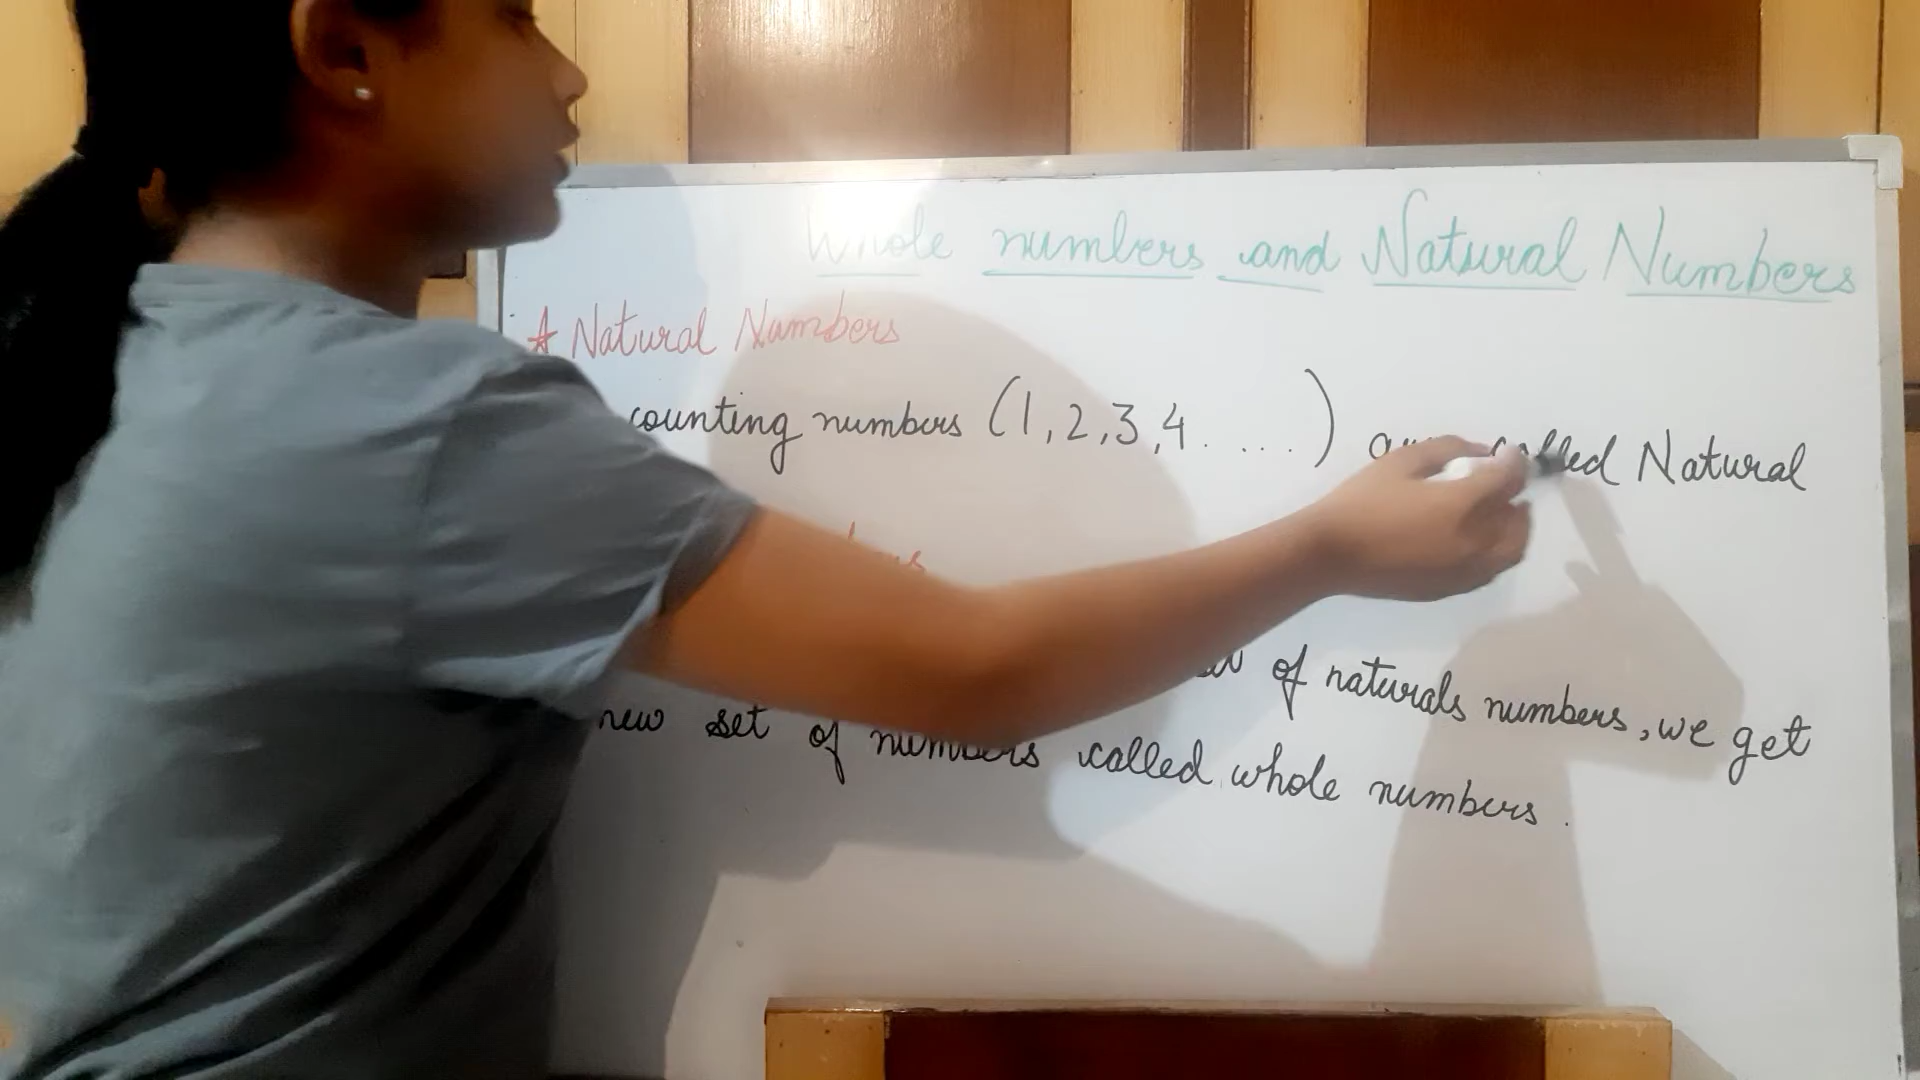 Whole numbers and Natural Numbers
☆ Natural Numbers
counting numbers (1,2,3,4. ...) called Natural
of naturals numbers, we get
new set of numbers called whole numbers.